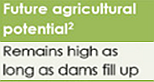 Future agricultural
potential²
Remains high as
long as dams fill up